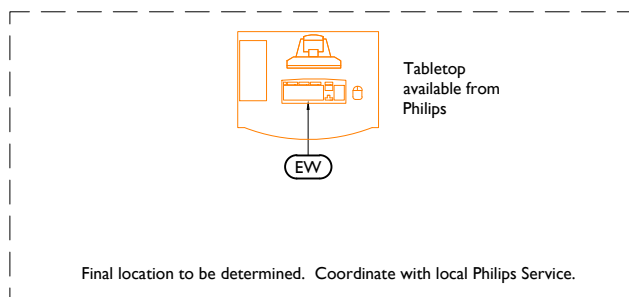 Tabletop
available from
Philips
EW
Final location to be determined.  Coordinate with local Philips Service.